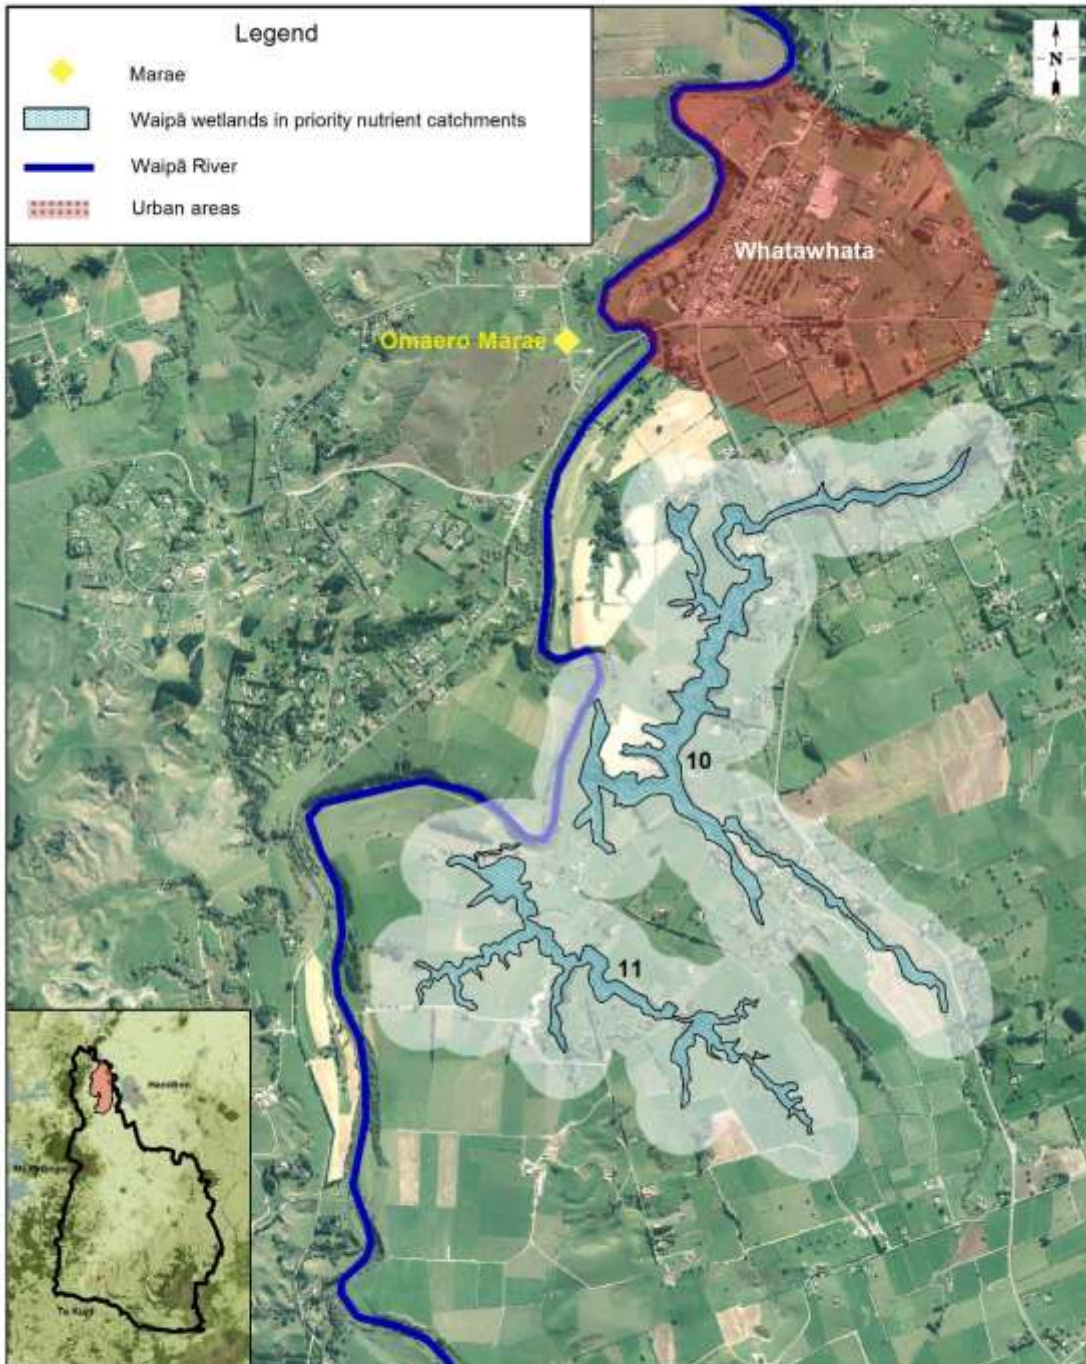 Legend
Marae
Waipā wetlands in priority nutrient catchments
Waipā River
Urban areas
N
Whatawhata
Omaero Marae
10
11
Hamilton
Te Kuiti